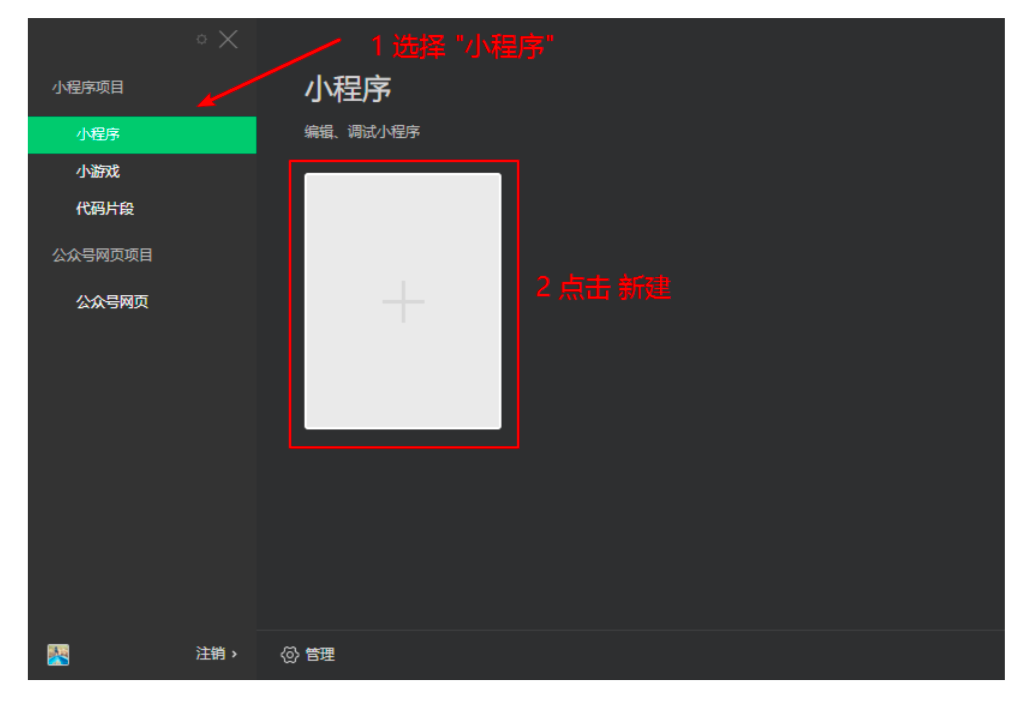 1 选择 "小程序"
小程序项目
小程序
小游戏
代码片段
公众号网页项目
公众号网页
注销 ›
小程序
编辑、调试小程序
2 点击 新建
管理